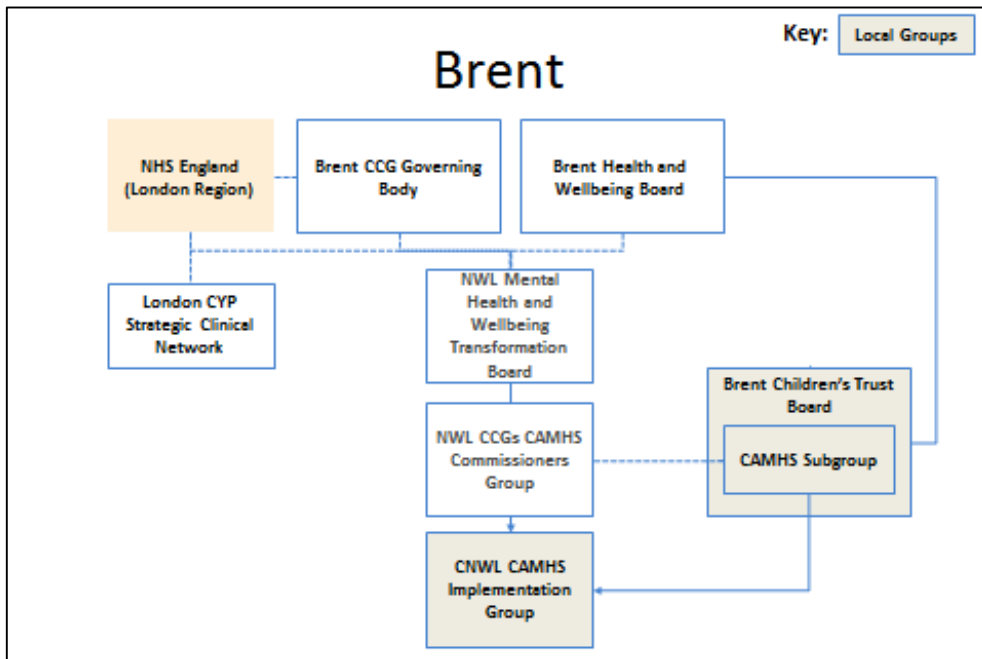 Key:
Local Groups
Brent
NHS England
(London Region)
Brent CCG Governing
Body
Brent Health and
Wellbeing Board
London CYP
Strategic Clinical
Network
NWL Mental
Health and
Wellbeing
Transformation
Board
Brent Children's Trust
Board
NWL CCGs CAMHS
Commissioners
Group
CAMHS Subgroup
CNWL CAMHS
Implementation
Group